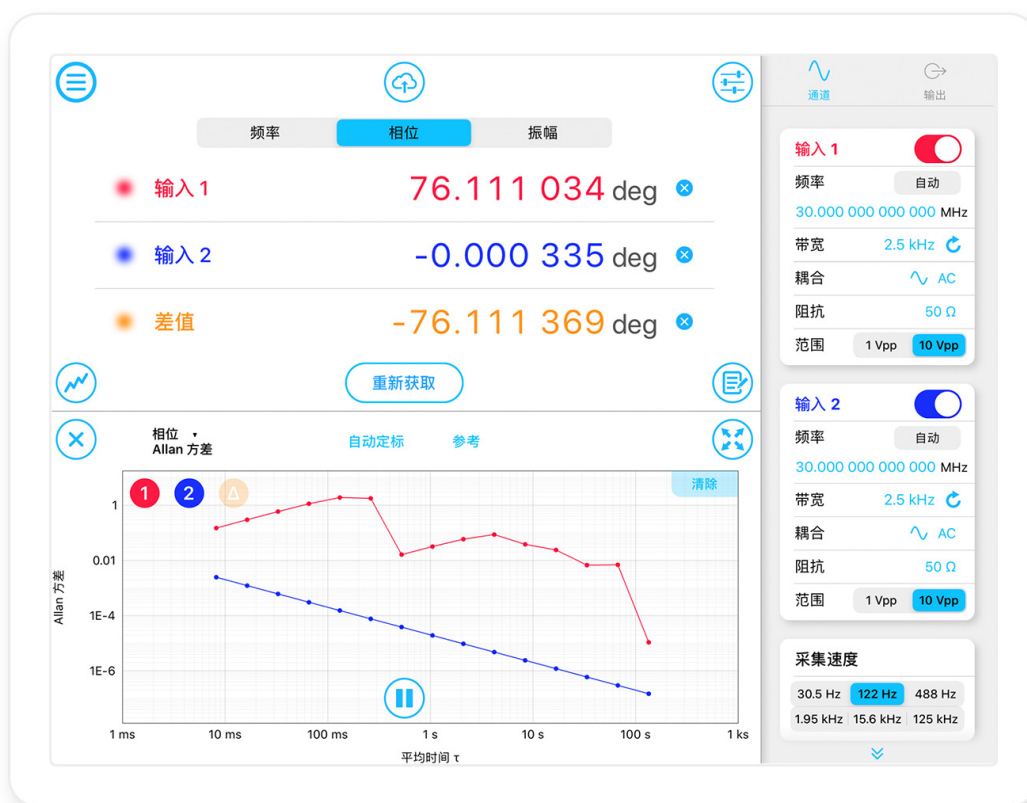 频率 相位 振幅
输入 1 76.111 034 deg
输入 2 -0.000 335 deg
差值 -76.111 369 deg
重新获取
相位
Allan 方差
自动定标 参考
清除
1 2 Δ
Allan 方差
1
0.01
1E-4
1E-6
1 ms 10 ms 100 ms 1 s 10 s 100 s 1 ks
平均时间 τ
通道 输出
输入 1
频率 自动
30.000 000 000 000 MHz
带宽 2.5 kHz
耦合 AC
阻抗 50 Ω
范围 1 Vpp 10 Vpp
输入 2
频率 自动
30.000 000 000 000 MHz
带宽 2.5 kHz
耦合 AC
阻抗 50 Ω
范围 1 Vpp 10 Vpp
采集速度
30.5 Hz 122 Hz 488 Hz
1.95 kHz 15.6 kHz 125 kHz